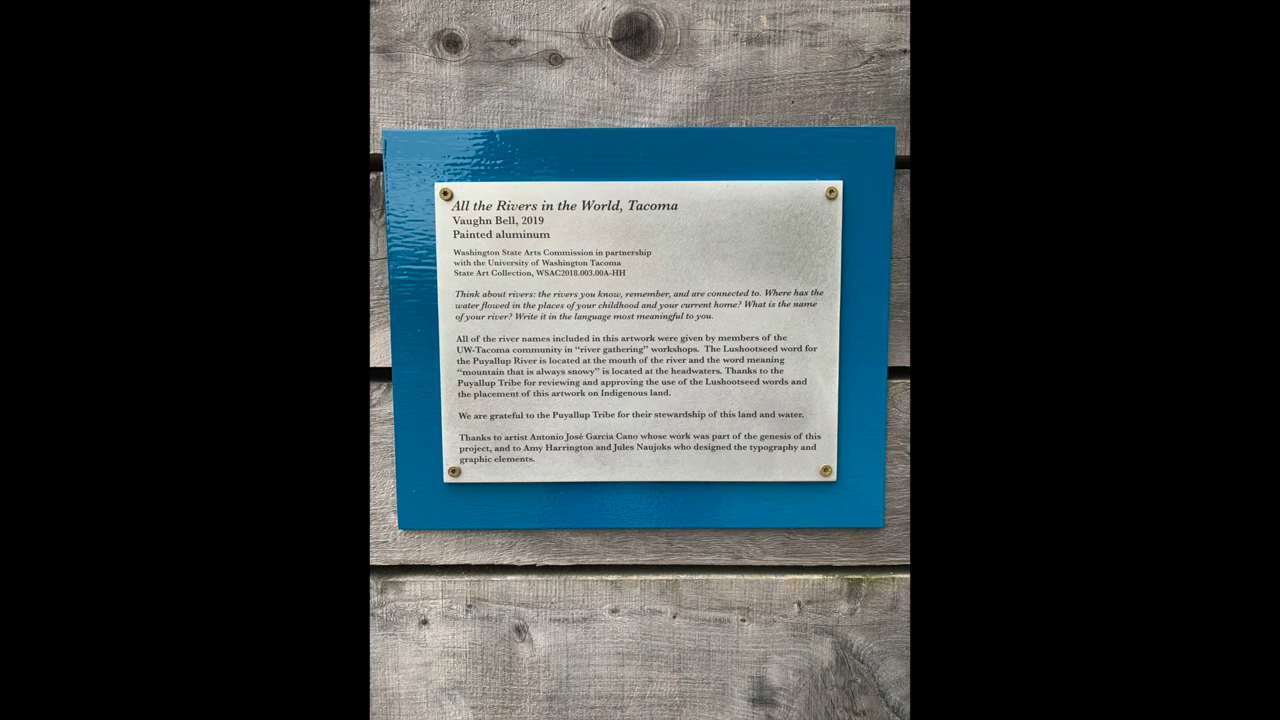 All the Rivers in the World, Tacoma
Vaughn Bell, 2019
Painted aluminum
Washington State Arts Commission in partnership
with the University of Washington Tacoma
State Art Collection, WSAC2018.003.00A-HH
Think about rivers: the rivers you know, remember, and are connected to. Where has the
water flowed in the places of your childhood and your current home? What is the name
of your river? Write it in the language most meaningful to you.
All of the river names included in this artwork were given by members of the
UW-Tacoma community in “river gathering” workshops. The Lushootseed word for
the Puyallup River is located at the mouth of the river and the word meaning
“mountain that is always snowy” is located at the headwaters. Thanks to the
Puyallup Tribe for reviewing and approving the use of the Lushootseed words and
the placement of this artwork on Indigenous land.
We are grateful to the Puyallup Tribe for their stewardship of this land and water.
Thanks to artist Antonio José García Cano whose work was part of the genesis of this
project, and to Amy Harrington and Jules Naujoks who designed the typography and
graphic elements.